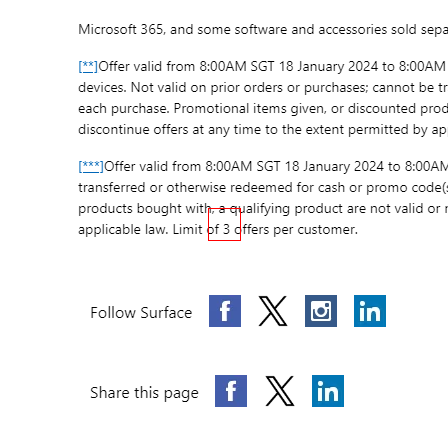 Microsoft 365, and some software and accessories sold sepa
[**]Offer valid from 8:00AM SGT 18 January 2024 to 8:00AM
devices. Not valid on prior orders or purchases; cannot be tr
each purchase. Promotional items given, or discounted prod
discontinue offers at any time to the extent permitted by ap
[***]Offer valid from 8:00AM SGT 18 January 2024 to 8:00AM
transferred or otherwise redeemed for cash or promo code(s
products bought with, a qualifying product are not valid or r
applicable law. Limit of 3 offers per customer.
Follow Surface
Share this page